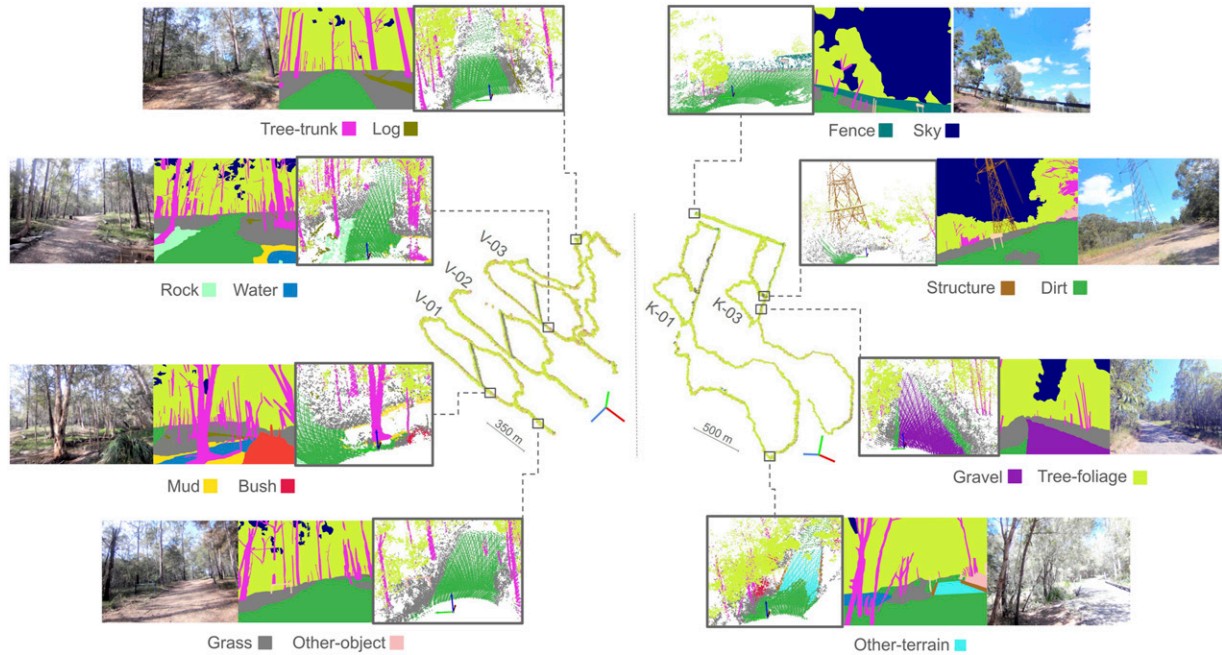 Tree-trunk Log
Fence Sky
Rock Water
Structure Dirt
V-03
V-02
V-01
K-01
K-03
350 m
500 m
Mud Bush
Gravel Tree-foliage
Grass Other-object
Other-terrain